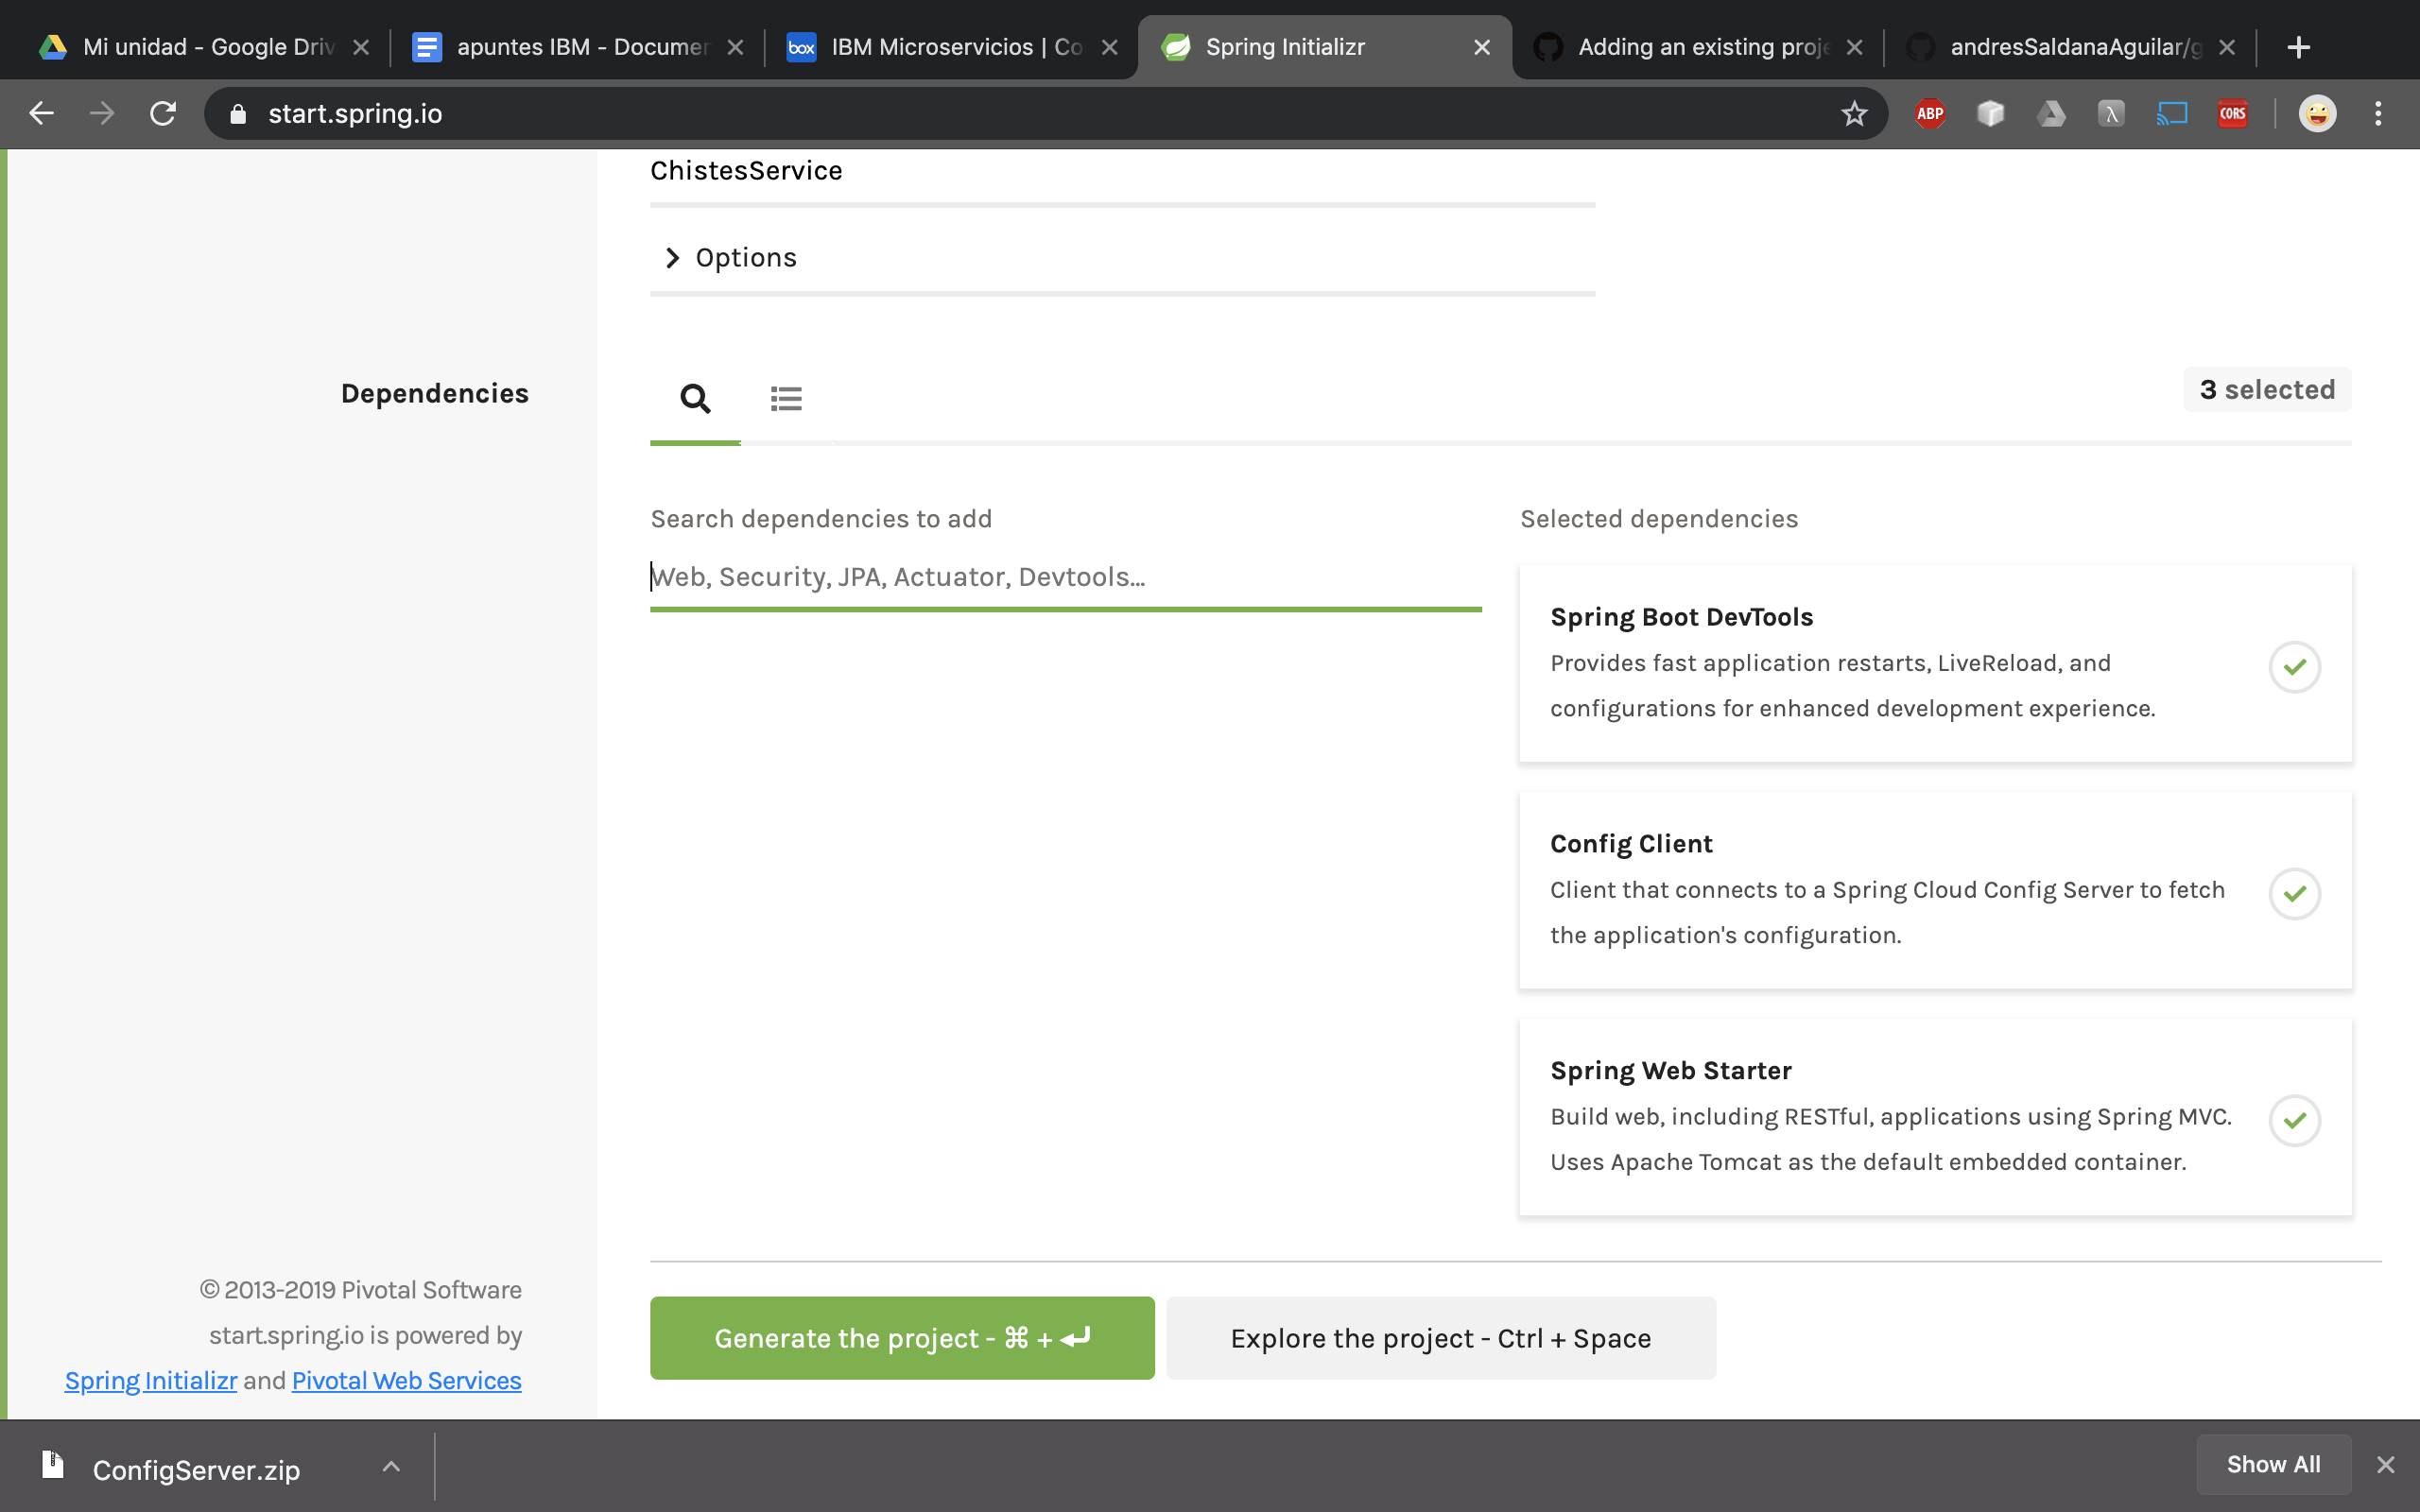 Mi unidad - Google Driv
apuntes IBM - Documen
box
IBM Microservicios | Co
Spring Initializr
Adding an existing proje
andresSaldanaAguilar/g
start.spring.io
ABP
λ
CORS
ChistesService
Options
Dependencies
3 selected
Search dependencies to add
Web, Security, JPA, Actuator, Devtools...
Selected dependencies
Spring Boot DevTools
Provides fast application restarts, LiveReload, and
configurations for enhanced development experience.
Config Client
Client that connects to a Spring Cloud Config Server to fetch
the application's configuration.
Spring Web Starter
Build web, including RESTful, applications using Spring MVC.
Uses Apache Tomcat as the default embedded container.
© 2013-2019 Pivotal Software
start.spring.io is powered by
Spring Initializr and Pivotal Web Services
Generate the project - ⌘ + ↵
Explore the project - Ctrl + Space
ConfigServer.zip
Show All